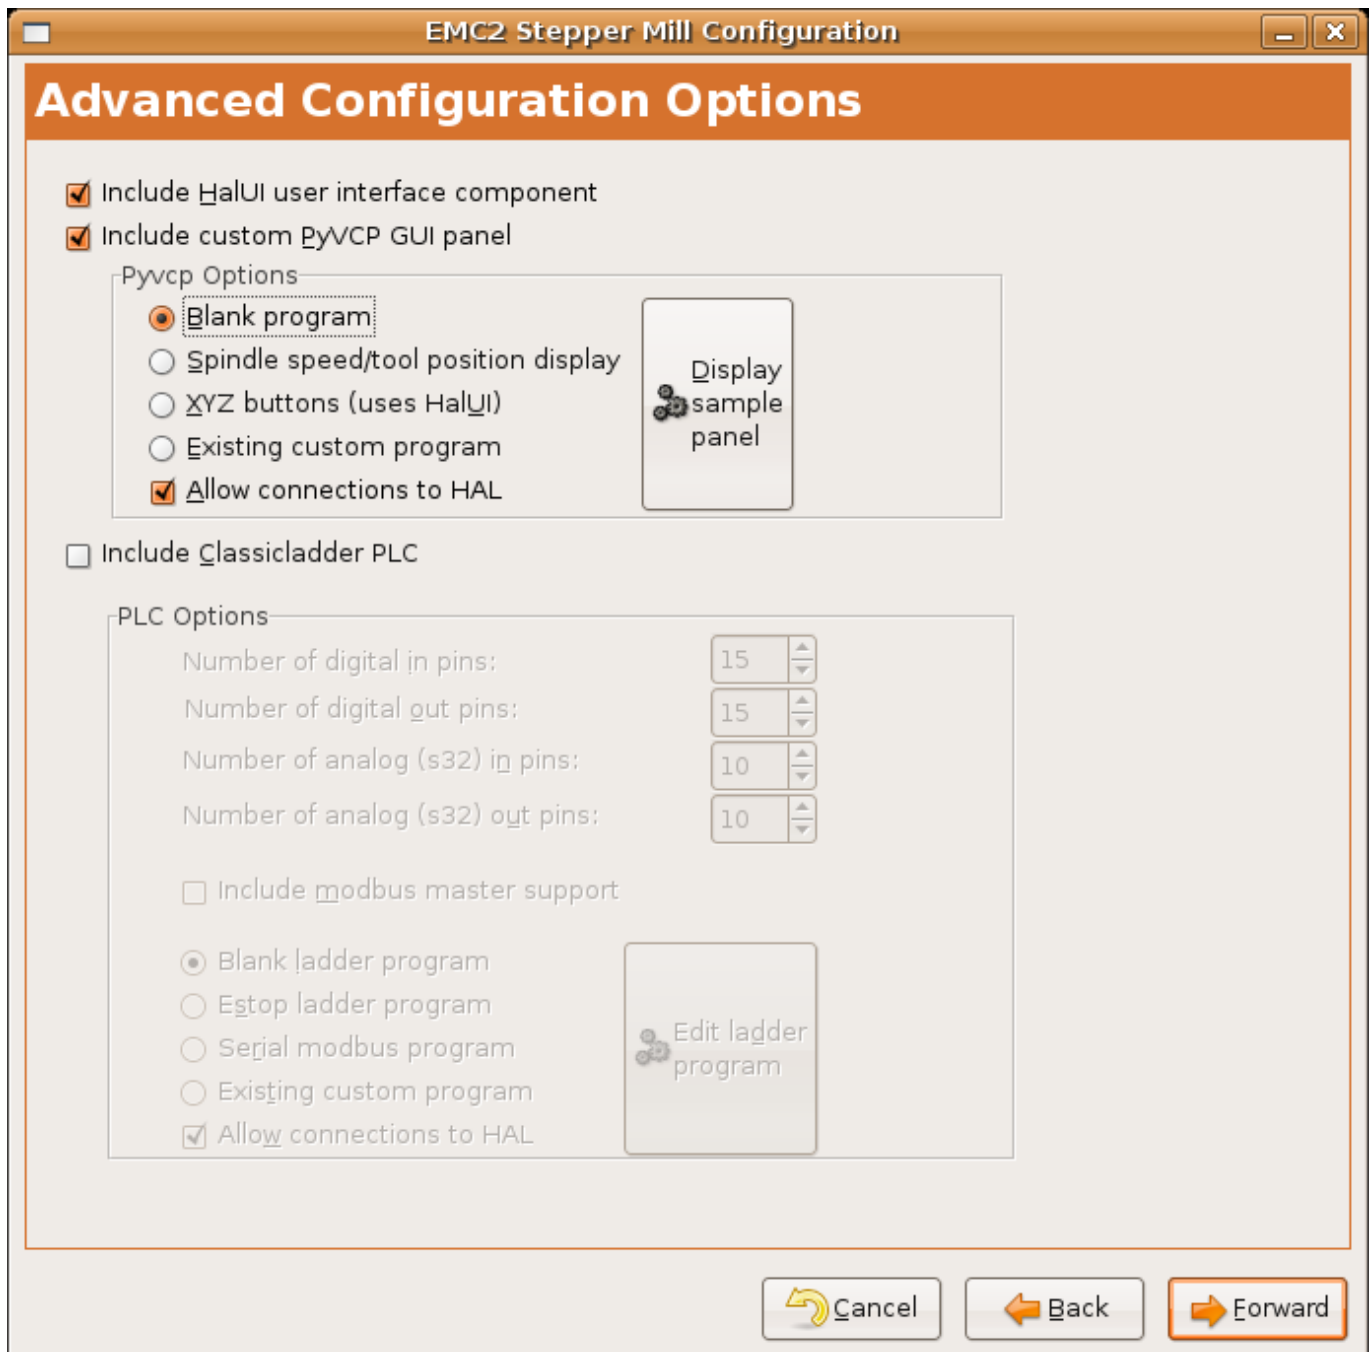 EMC2 Stepper Mill Configuration
Advanced Configuration Options
Include HalUI user interface component
Include custom PyVCP GUI panel
Pyvcp Options
Blank program
Spindle speed/tool position display
XYZ buttons (uses HalUI)
Existing custom program
Allow connections to HAL
Display
sample
panel
Include Classicladder PLC
PLC Options
Number of digital in pins: 15
Number of digital out pins: 15
Number of analog (s32) in pins: 10
Number of analog (s32) out pins: 10
Include modbus master support
Blank ladder program
Estop ladder program
Serial modbus program
Existing custom program
Allow connections to HAL
Edit ladder
program
Cancel Back Forward